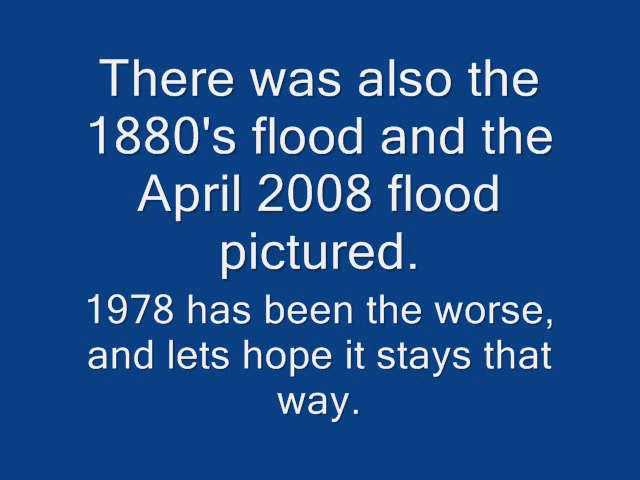 There was also the
1880's flood and the
April 2008 flood
pictured.
1978 has been the worse,
and lets hope it stays that
way.